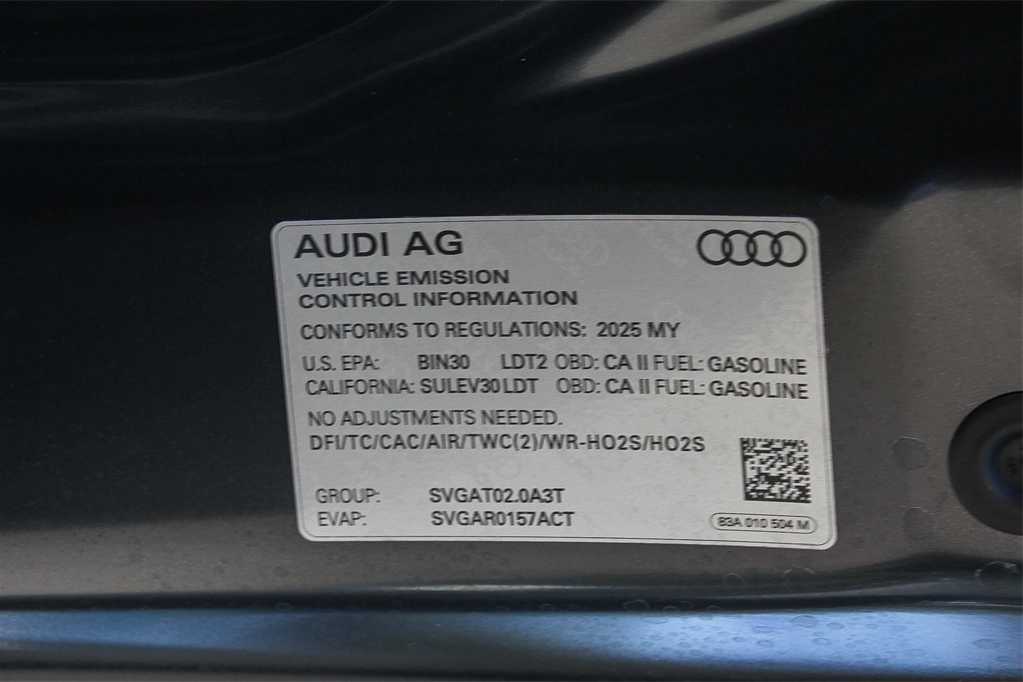 AUDI AG
VEHICLE EMISSION
CONTROL INFORMATION
CONFORMS TO REGULATIONS: 2025 MY
U.S. EPA: BIN30 LDT2 OBD: CA II FUEL: GASOLINE
CALIFORNIA: SULEV30 LDT OBD: CA II FUEL: GASOLINE
NO ADJUSTMENTS NEEDED.
DFI/TC/CAC/AIR/TWC(2)/WR-HO2S/HO2S
GROUP: SVGAT02.0A3T
EVAP: SVGAR0157ACT
83A 010 504 M